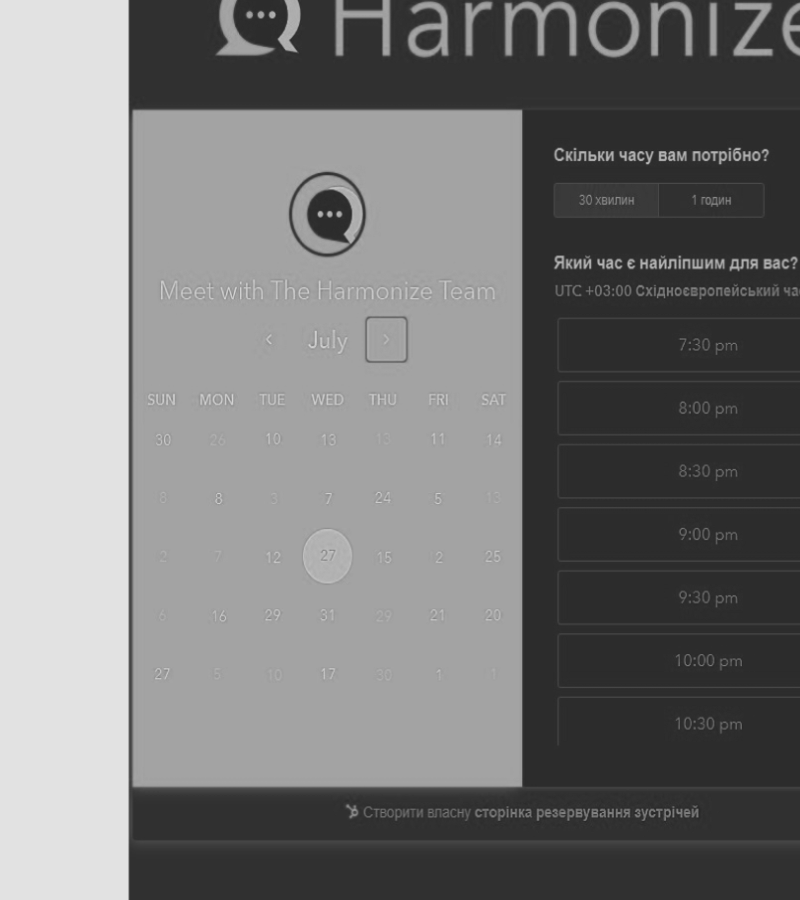 Harmonize
Meet with The Harmonize Team
‹ July ›
SUN MON TUE WED THU FRI SAT
30 26 10 13 13 11 14
8 8 3 7 24 5 13
2 7 12 27 15 2 25
6 16 29 31 29 21 20
27 5 10 17 30 1 1
Скільки часу вам потрібно?
30 хвилин 1 годин
Який час є найліпшим для вас?
UTC +03:00 Східноєвропейський ча
7:30 pm
8:00 pm
8:30 pm
9:00 pm
9:30 pm
10:00 pm
10:30 pm
Створити власну сторінка резервування зустрічей